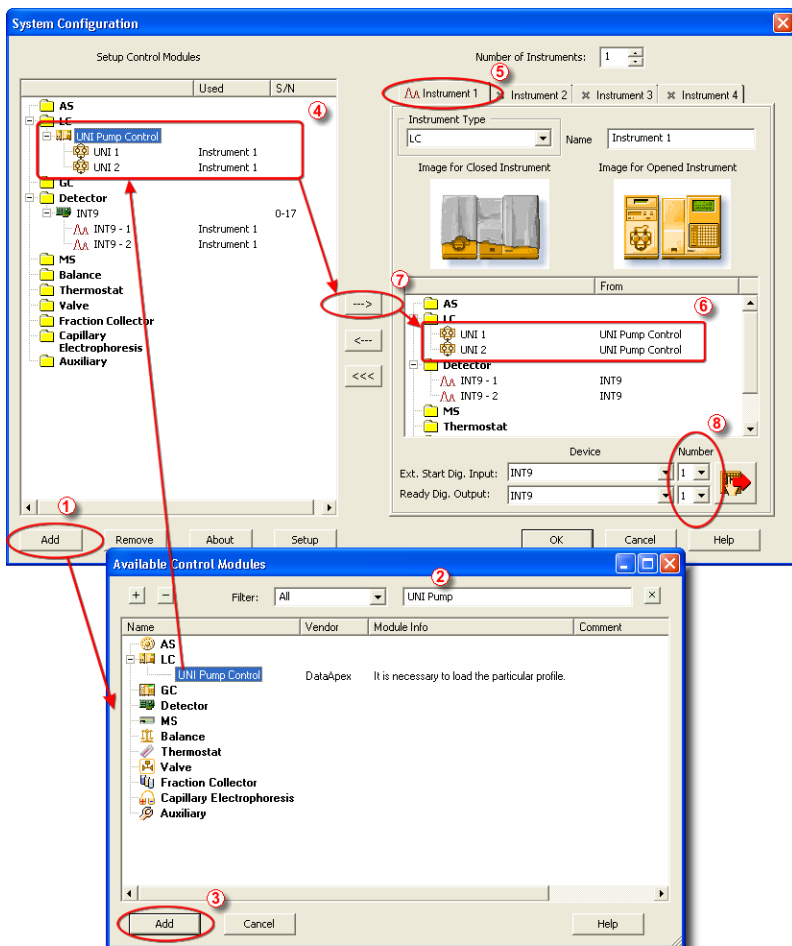 System Configuration
Setup Control Modules
Number of Instruments: 1
Used S/N
AS
LC
UNI Pump Control
UNI 1 Instrument 1
UNI 2 Instrument 1
GC
Detector
INT9 0-17
INT9 - 1 Instrument 1
INT9 - 2 Instrument 1
MS
Balance
Thermostat
Valve
Fraction Collector
Capillary
Electrophoresis
Auxiliary
4
5
Instrument 1 Instrument 2 Instrument 3 Instrument 4
Instrument Type
LC Name Instrument 1
Image for Closed Instrument Image for Opened Instrument
7
--->
<---
<<<
From
6
AS
LC
UNI 1 UNI Pump Control
UNI 2 UNI Pump Control
Detector
INT9 - 1 INT9
INT9 - 2 INT9
MS
Thermostat
8
Device Number
Ext. Start Dig. Input: INT9 1
Ready Dig. Output: INT9 1
1
Add Remove About Setup OK Cancel Help
Available Control Modules
2
+ - Filter: All UNI Pump ×
Name Vendor Module Info Comment
AS
LC
UNI Pump Control DataApex It is necessary to load the particular profile.
GC
Detector
MS
Balance
Thermostat
Valve
Fraction Collector
Capillary Electrophoresis
Auxiliary
3
Add Cancel Help